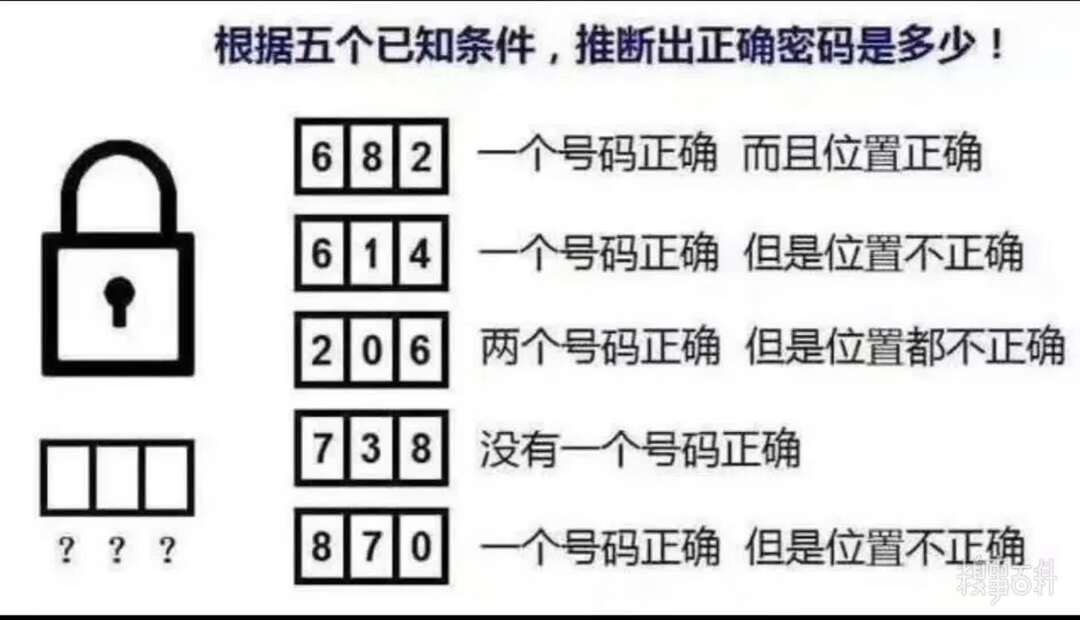 根据五个已知条件，推断出正确密码是多少！
6 8 2 一个号码正确 而且位置正确
6 1 4 一个号码正确 但是位置不正确
2 0 6 两个号码正确 但是位置都不正确
7 3 8 没有一个号码正确
8 7 0 一个号码正确 但是位置不正确
? ? ?